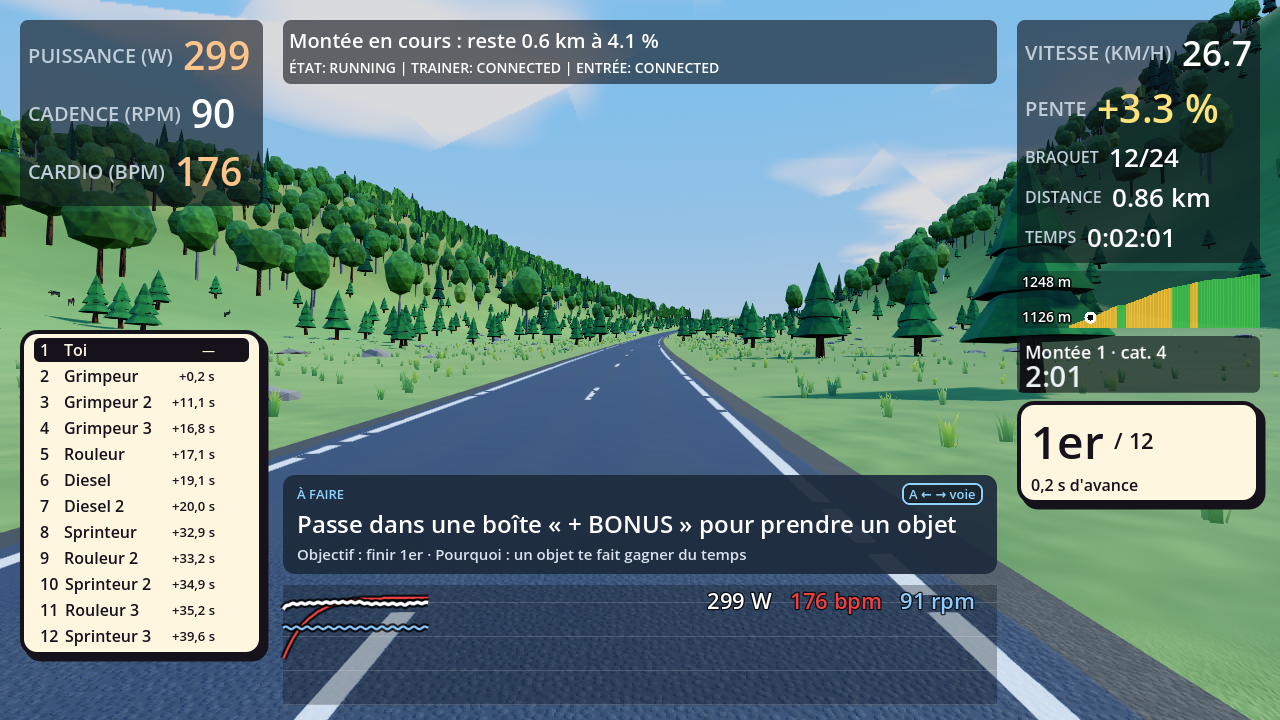 PUISSANCE (W) 299
CADENCE (RPM) 90
CARDIO (BPM) 176
Montée en cours : reste 0.6 km à 4.1 %
ÉTAT: RUNNING | TRAINER: CONNECTED | ENTRÉE: CONNECTED
VITESSE (KM/H) 26.7
PENTE +3.3 %
BRAQUET 12/24
DISTANCE 0.86 km
TEMPS 0:02:01
1248 m
1126 m
Montée 1 · cat. 4
2:01
1er / 12
0,2 s d'avance
1 Toi —
2 Grimpeur +0,2 s
3 Grimpeur 2 +11,1 s
4 Grimpeur 3 +16,8 s
5 Rouleur +17,1 s
6 Diesel +19,1 s
7 Diesel 2 +20,0 s
8 Sprinteur +32,9 s
9 Rouleur 2 +33,2 s
10 Sprinteur 2 +34,9 s
11 Rouleur 3 +35,2 s
12 Sprinteur 3 +39,6 s
À FAIRE
A ← → voie
Passe dans une boîte « + BONUS » pour prendre un objet
Objectif : finir 1er · Pourquoi : un objet te fait gagner du temps
299 W 176 bpm 91 rpm